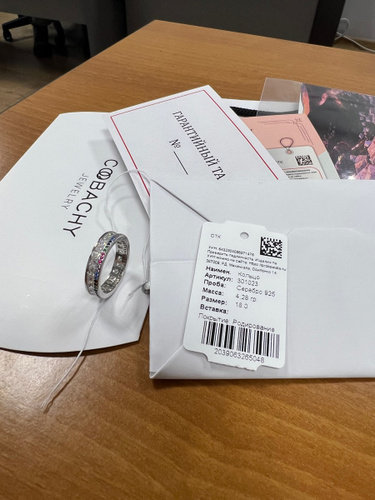 COBACHY
JEWELRY
ГАРАНТИЙНЫЙ ТА
№
Наимен. Кольцо
Артикул: 301023
Проба: Серебро 925
Масса: 4,28 гр
Размер: 18.0
Вставка:
Покрытие: Родирование
2039063265048